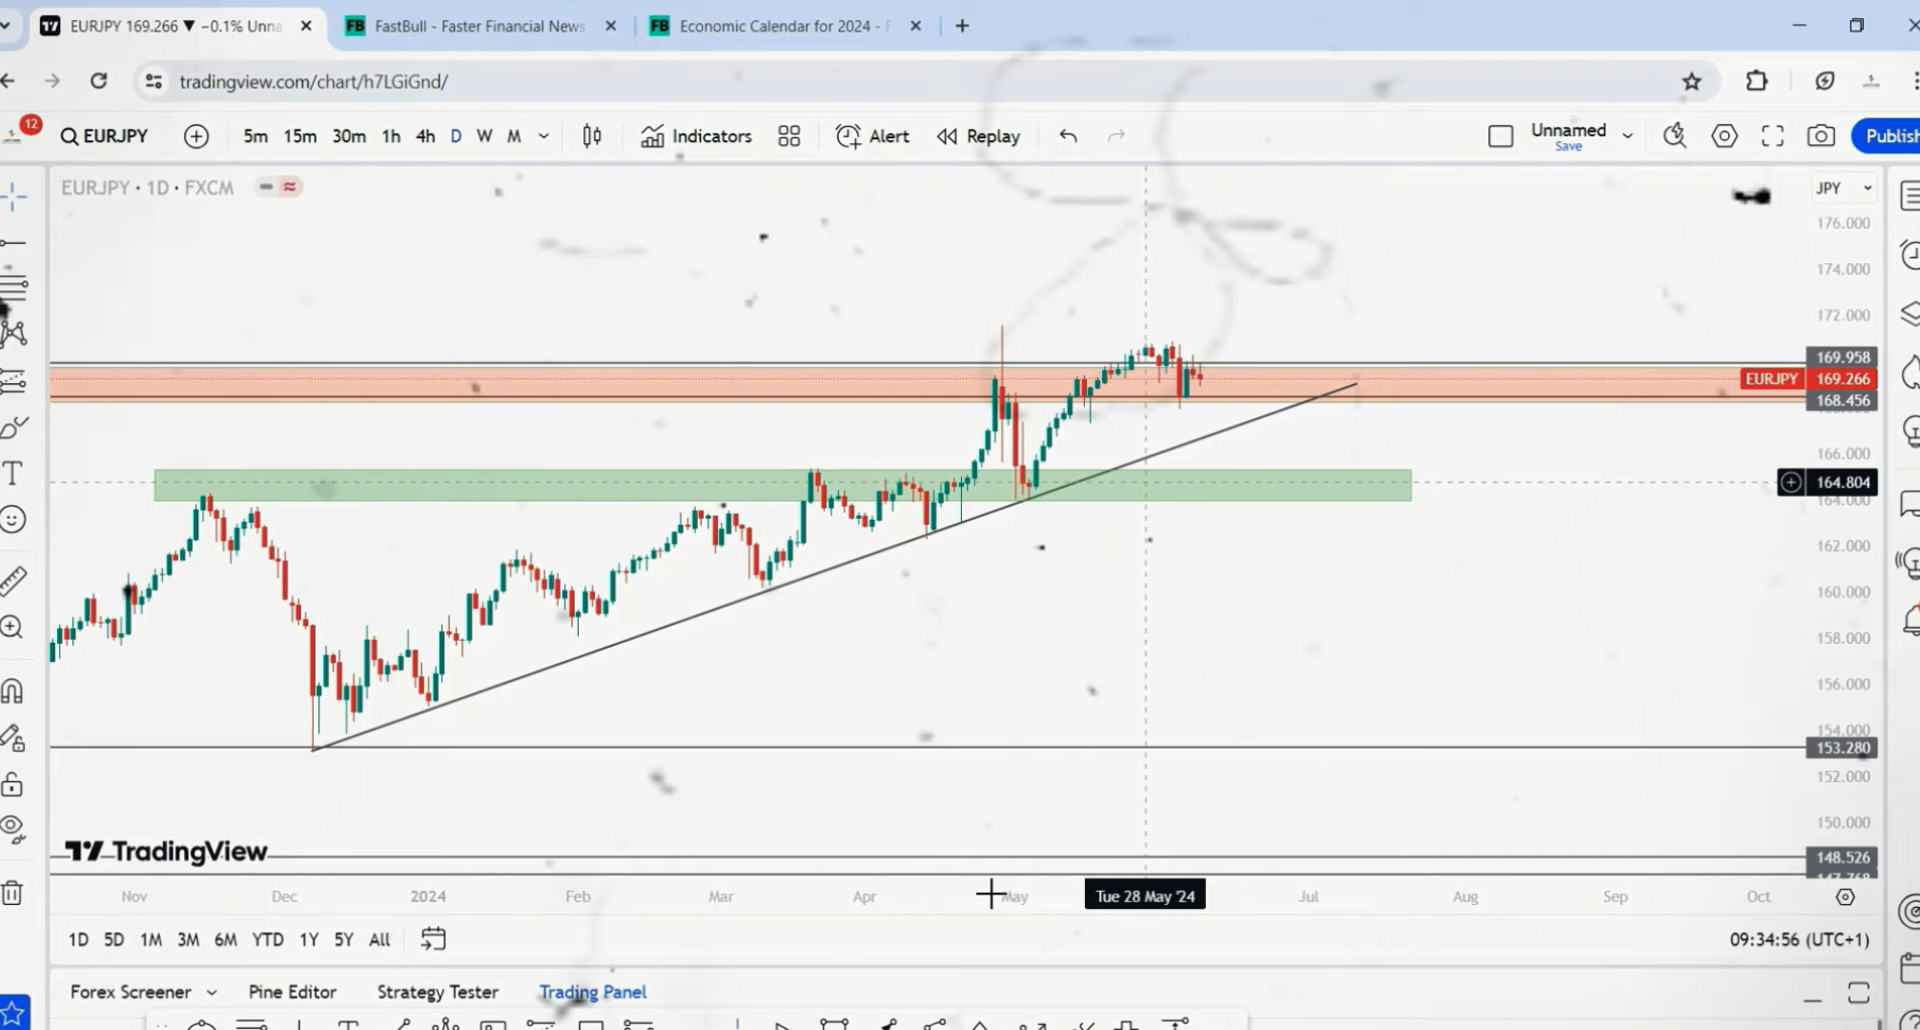 EURJPY 169.266 ▼ −0.1% Unna
FastBull - Faster Financial News
Economic Calendar for 2024 - F
tradingview.com/chart/h7LGiGnd/
12
EURJPY
5m 15m 30m 1h 4h D W M
Indicators
Alert
Replay
Unnamed
Save
Publish
EURJPY · 1D · FXCM
JPY
176.000
174.000
172.000
169.958
EURJPY 169.266
168.456
166.000
164.804
164.000
162.000
160.000
158.000
156.000
154.000
153.280
152.000
150.000
148.526
TradingView
Nov Dec 2024 Feb Mar Apr May Tue 28 May '24 Jul Aug Sep Oct
1D 5D 1M 3M 6M YTD 1Y 5Y All
09:34:56 (UTC+1)
Forex Screener Pine Editor Strategy Tester Trading Panel